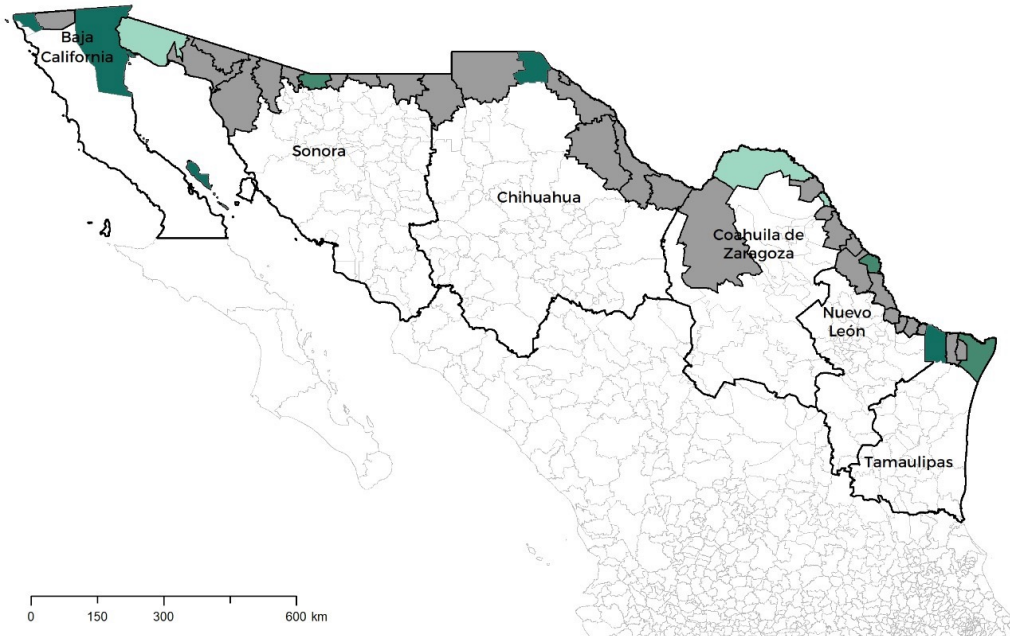 Baja
California
Sonora
Chihuahua
Coahuila de
Zaragoza
Nuevo
León
Tamaulipas
0 150 300 600 km